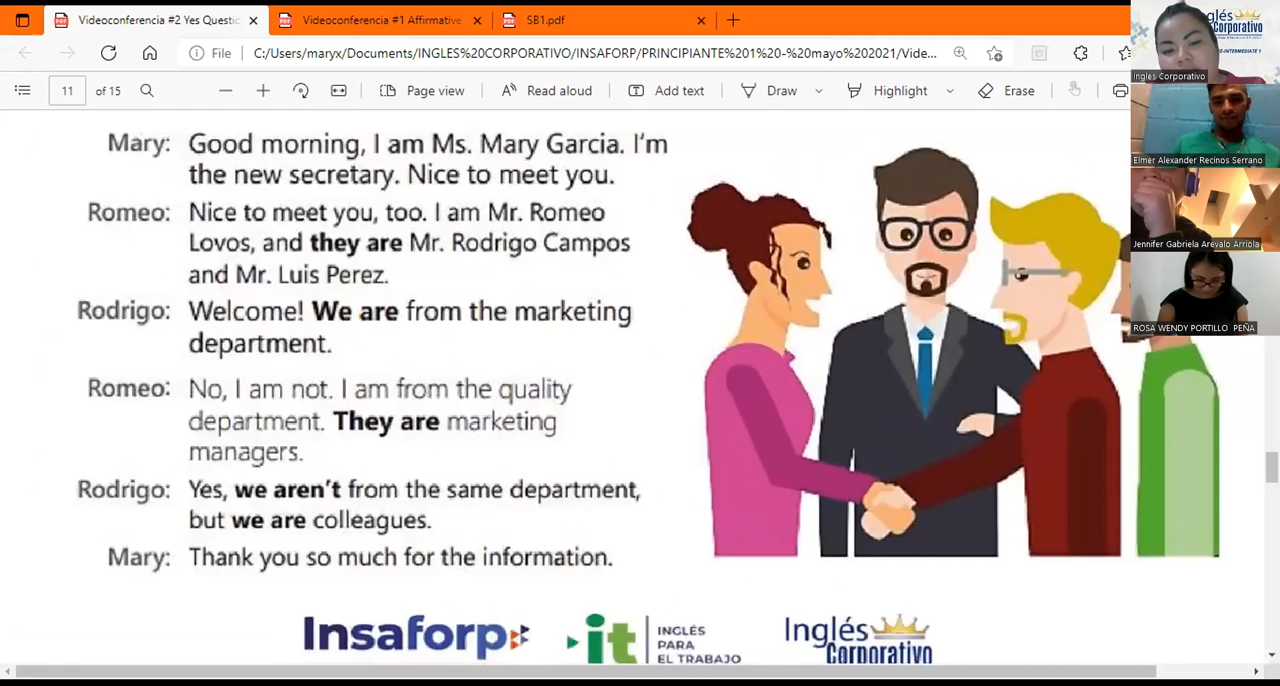 Videoconferencia #2 Yes Questic
Videoconferencia #1 Affirmative
SB1.pdf
File
C:/Users/maryx/Documents/INGLES%20CORPORATIVO/INSAFORP/PRINCIPIANTE%201%20-%20mayo%202021/Vide...
11 of 15
Page view
Read aloud
Add text
Draw
Highlight
Erase
Mary: Good morning, I am Ms. Mary Garcia. I'm
the new secretary. Nice to meet you.
Romeo: Nice to meet you, too. I am Mr. Romeo
Lovos, and they are Mr. Rodrigo Campos
and Mr. Luis Perez.
Rodrigo: Welcome! We are from the marketing
department.
Romeo: No, I am not. I am from the quality
department. They are marketing
managers.
Rodrigo: Yes, we aren't from the same department,
but we are colleagues.
Mary: Thank you so much for the information.
Insaforp
it
INGLÉS
PARA
EL TRABAJO
Inglés
Corporativo
Ingles Corporativo
Elmer Alexander Recinos Serrano
Jennifer Gabriela Arevalo Arriola
ROSA WENDY PORTILLO PEÑA